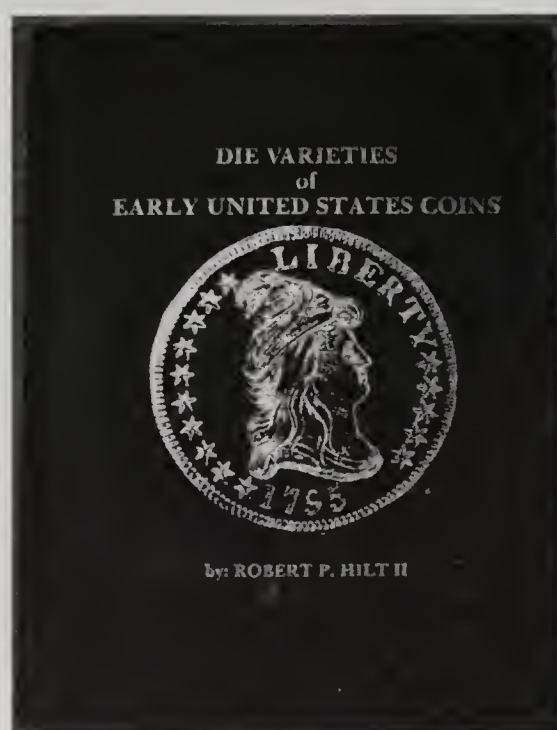 DIE VARIETIES
of
EARLY UNITED STATES COINS
LIBERTY
1795
by: ROBERT P. HILT II